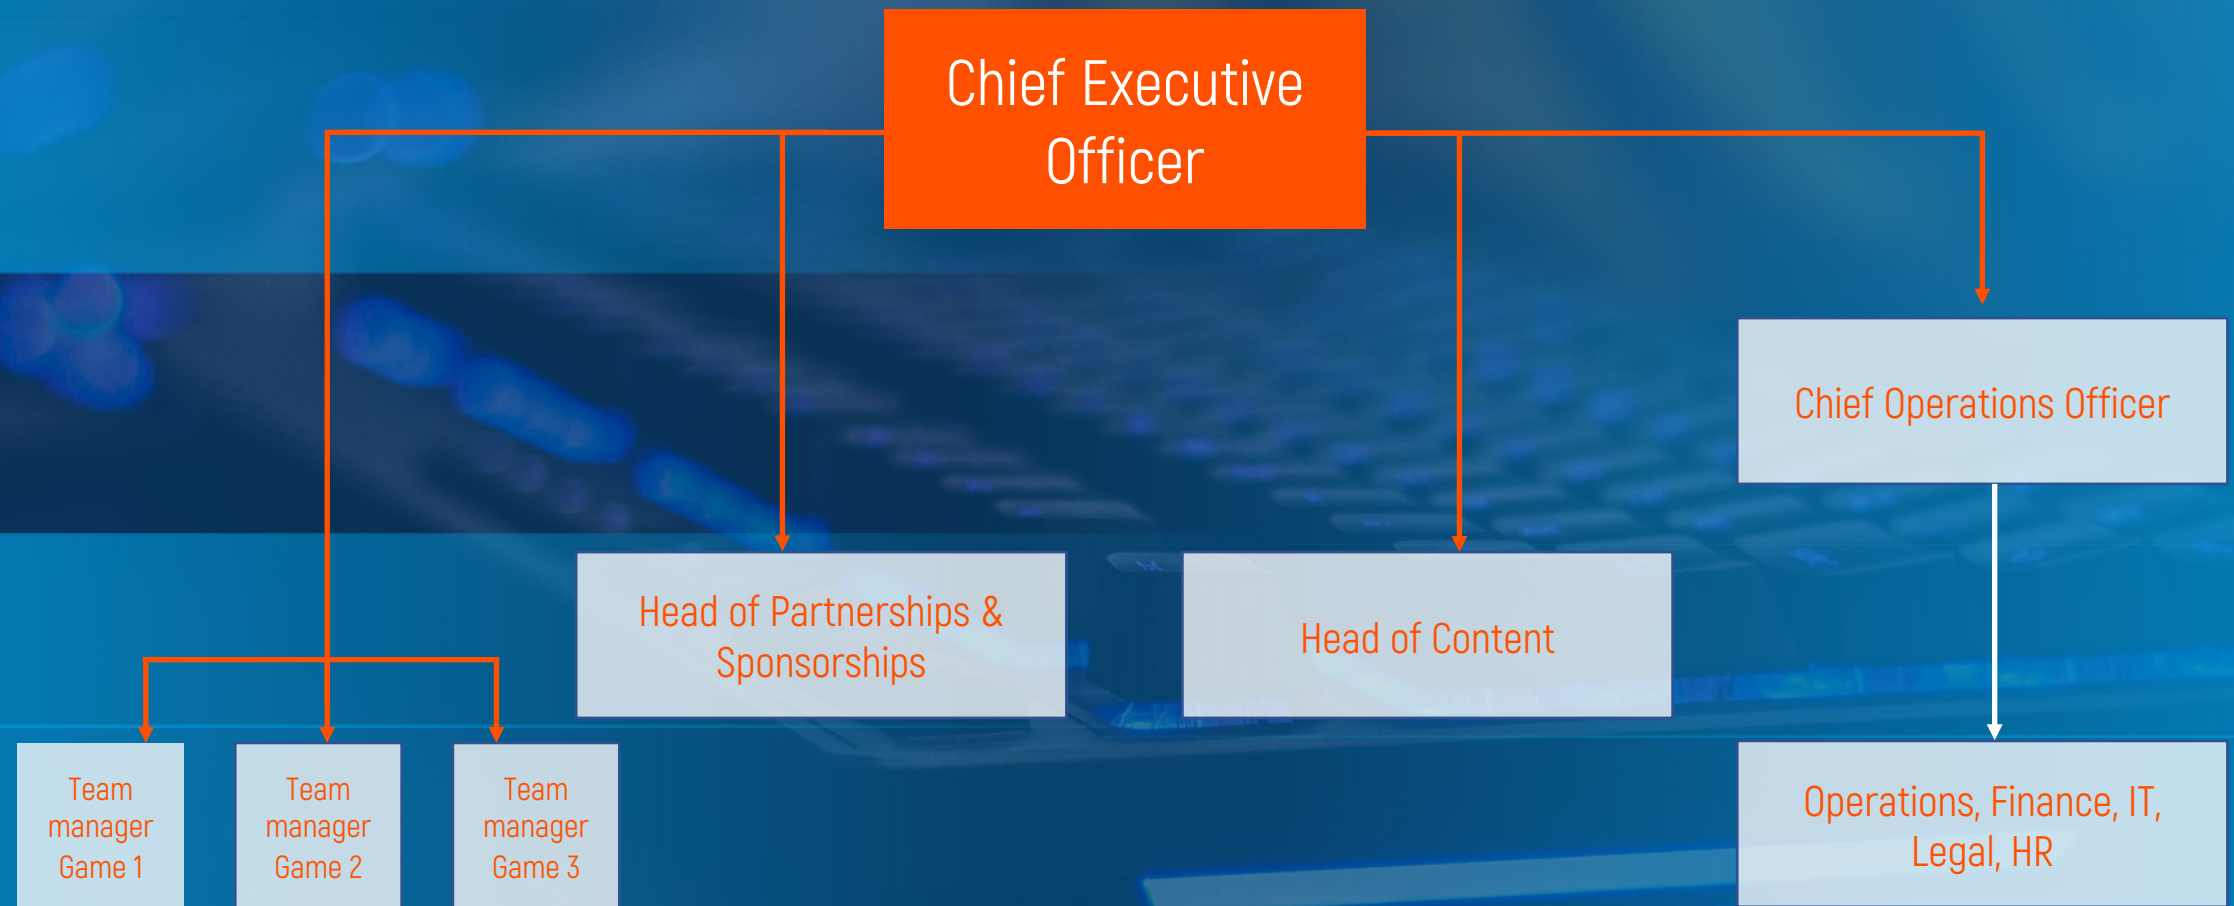 Chief Executive
Officer
Chief Operations Officer
Head of Partnerships &
Sponsorships
Head of Content
Team
manager
Game 1
Team
manager
Game 2
Team
manager
Game 3
Operations, Finance, IT,
Legal, HR